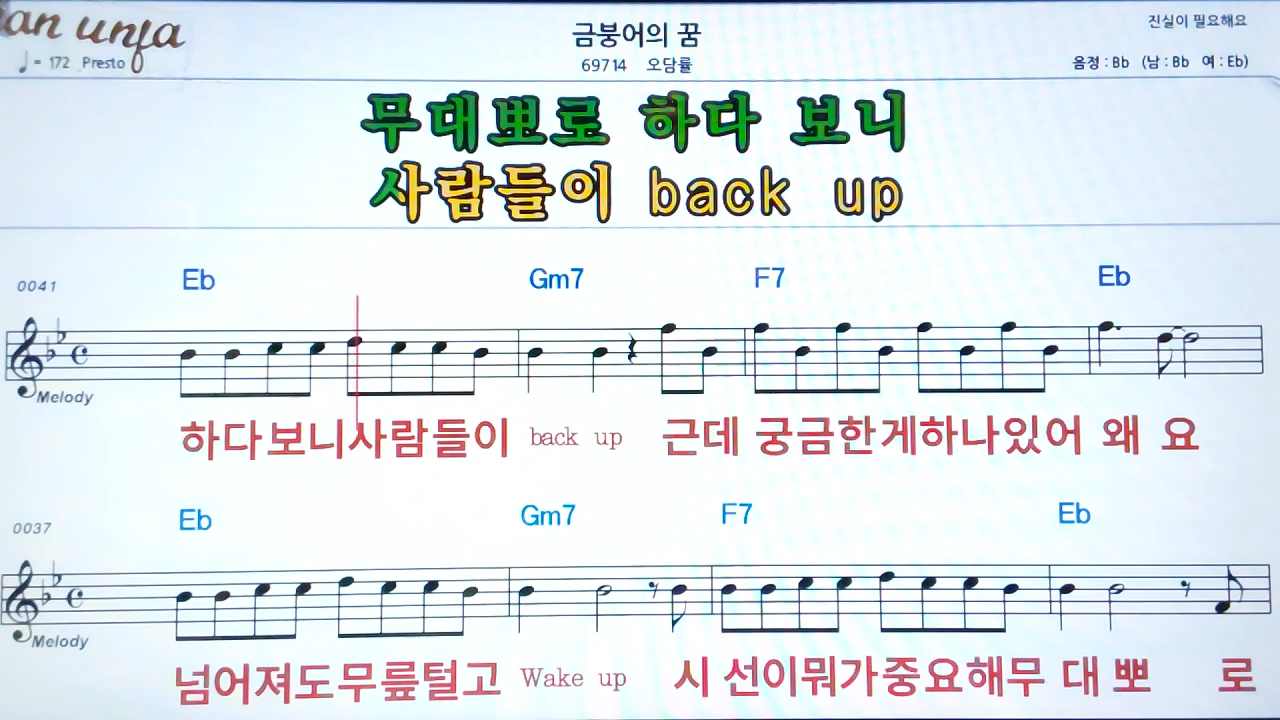 금붕어의 꿈
진실이 필요해요
♩ = 172 Presto
69714 오담률
음정 : Bb (남 : Bb 여 : Eb)
무대뽀로 하다 보니
사람들이 back up
0041 Eb Gm7 F7 Eb
Melody
하다보니사람들이 back up 근데 궁금한게하나있어 왜 요
0037 Eb Gm7 F7 Eb
Melody
넘어져도무릎털고 Wake up 시 선이뭐가중요해무 대 뽀 로